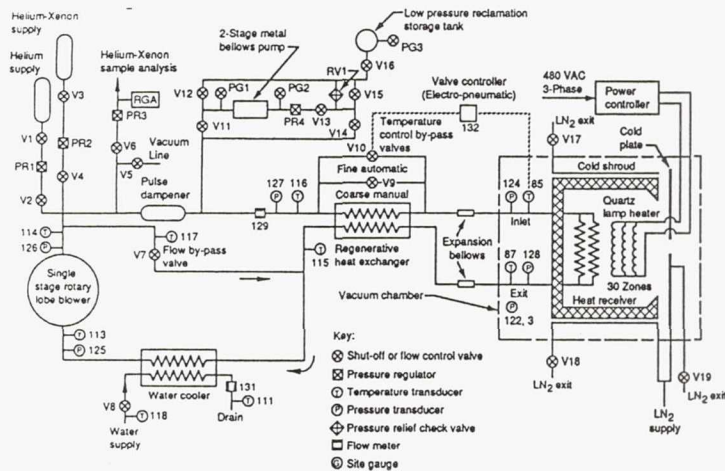 Helium-Xenon
supply
Helium
supply
Helium-Xenon
sample analysis
2-Stage metal
bellows pump
Low pressure reclamation
storage tank
PG3
V16
RV1
V3
RGA
PR3
V12
PG1
PG2
V15
Valve controller
(Electro-pneumatic)
480 VAC
3-Phase
Power
controller
V1
PR2
V6
Vacuum
Line
V5
V11
PR4
V13
V14
V10
Temperature
control by-pass
valves
132
LN2 exit
V17
Cold
plate
PR1
V4
Pulse
dampener
Fine automatic
V9
Coarse manual
Cold shroud
V2
127
116
129
124
85
Inlet
Quartz
lamp heater
114
126
117
Flow by-pass
valve
V7
115
Regenerative
heat exchanger
Expansion
bellows
87
128
Exit
122, 3
30 Zones
Heat receiver
Single
stage rotary
lobe blower
Vacuum chamber
113
125
Key:
Shut-off or flow control valve
Pressure regulator
T Temperature transducer
P Pressure transducer
Pressure relief check valve
Flow meter
G Site gauge
Water cooler
131
111
Drain
V8
118
Water
supply
V18
LN2 exit
LN2
supply
V19
LN2 exit